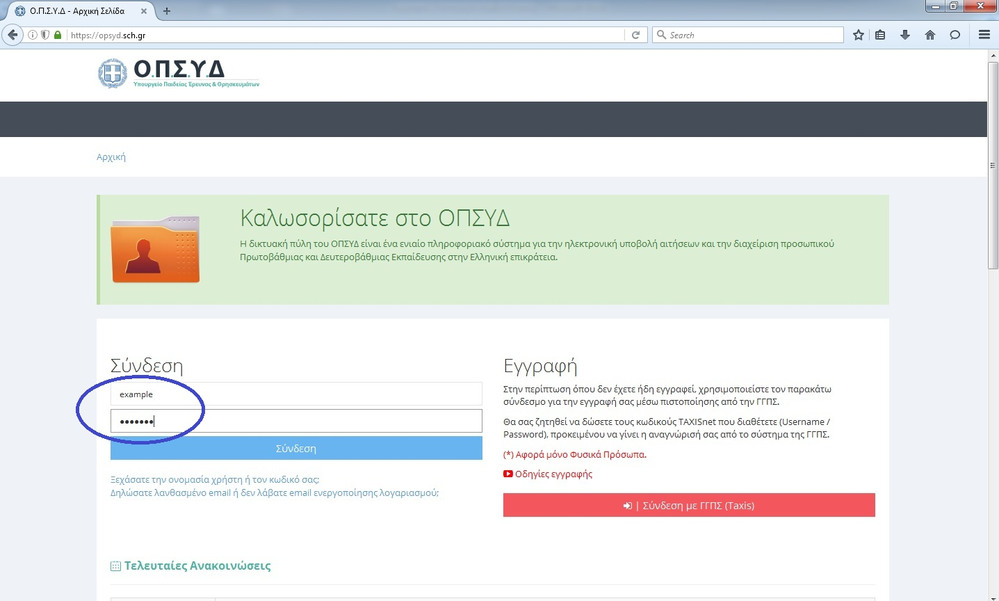 Ο.Π.Σ.Υ.Δ - Αρχική Σελίδα
https://opsyd.sch.gr
Search
Ο.Π.Σ.Υ.Δ
Υπουργείο Παιδείας Έρευνας & Θρησκευμάτων
Αρχική
Καλωσορίσατε στο ΟΠΣΥΔ
Η δικτυακή πύλη του ΟΠΣΥΔ είναι ένα ενιαίο πληροφοριακό σύστημα για την ηλεκτρονική υποβολή αιτήσεων και την διαχείριση προσωπικού
Πρωτοβάθμιας και Δευτεροβάθμιας Εκπαίδευσης στην Ελληνική επικράτεια.
Σύνδεση
example
•••••••
Σύνδεση
Ξεχάσατε την ονομασία χρήστη ή τον κωδικό σας;
Δηλώσατε λανθασμένο email ή δεν λάβατε email ενεργοποίησης λογαριασμού;
Εγγραφή
Στην περίπτωση όπου δεν έχετε ήδη εγγραφεί, χρησιμοποιείστε τον παρακάτω
σύνδεσμο για την εγγραφή σας μέσω πιστοποίησης από την ΓΓΠΣ.
Θα σας ζητηθεί να δώσετε τους κωδικούς TAXISnet που διαθέτετε (Username /
Password), προκειμένου να γίνει η αναγνώρισή σας από το σύστημα της ΓΓΠΣ.
(*) Αφορά μόνο Φυσικά Πρόσωπα.
Οδηγίες εγγραφής
| Σύνδεση με ΓΓΠΣ (Taxis)
Τελευταίες Ανακοινώσεις